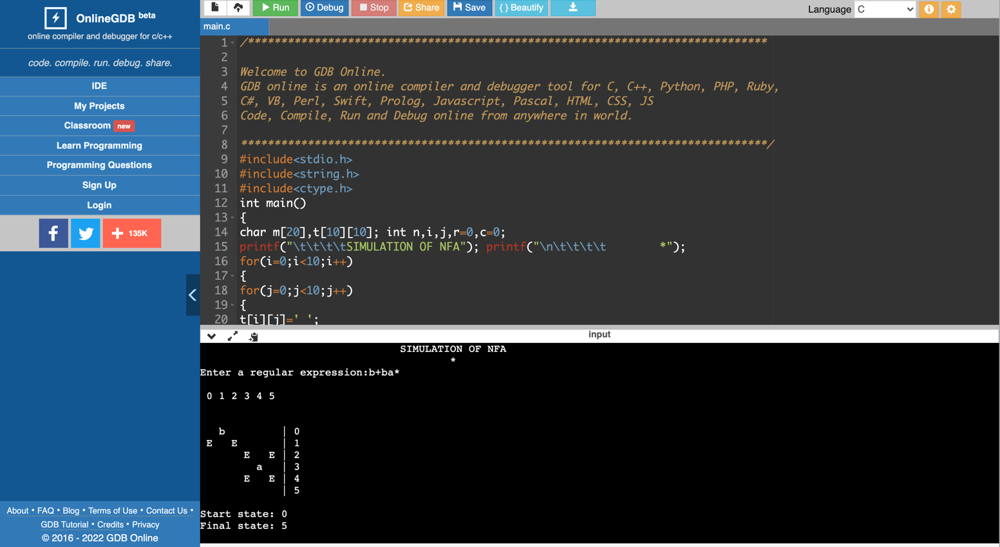 OnlineGDB beta
online compiler and debugger for c/c++
code. compile. run. debug. share.
IDE
My Projects
Classroom new
Learn Programming
Programming Questions
Sign Up
Login
135K
About • FAQ • Blog • Terms of Use • Contact Us •
GDB Tutorial • Credits • Privacy
© 2016 - 2022 GDB Online
Run Debug Stop Share Save { } Beautify
Language C
main.c
1 /******************************************************************************
2
3 Welcome to GDB Online.
4 GDB online is an online compiler and debugger tool for C, C++, Python, PHP, Ruby,
5 C#, VB, Perl, Swift, Prolog, Javascript, Pascal, HTML, CSS, JS
6 Code, Compile, Run and Debug online from anywhere in world.
7
8 *******************************************************************************/
9 #include<stdio.h>
10 #include<string.h>
11 #include<ctype.h>
12 int main()
13 {
14 char m[20],t[10][10]; int n,i,j,r=0,c=0;
15 printf("\t\t\t\tSIMULATION OF NFA"); printf("\n\t\t\t\t        *");
16 for(i=0;i<10;i++)
17 {
18 for(j=0;j<10;j++)
19 {
20 t[i][j]=' ';
input
SIMULATION OF NFA
*
Enter a regular expression:b+ba*
0 1 2 3 4 5
b | 0
E E | 1
E E | 2
a | 3
E E | 4
| 5
Start state: 0
Final state: 5